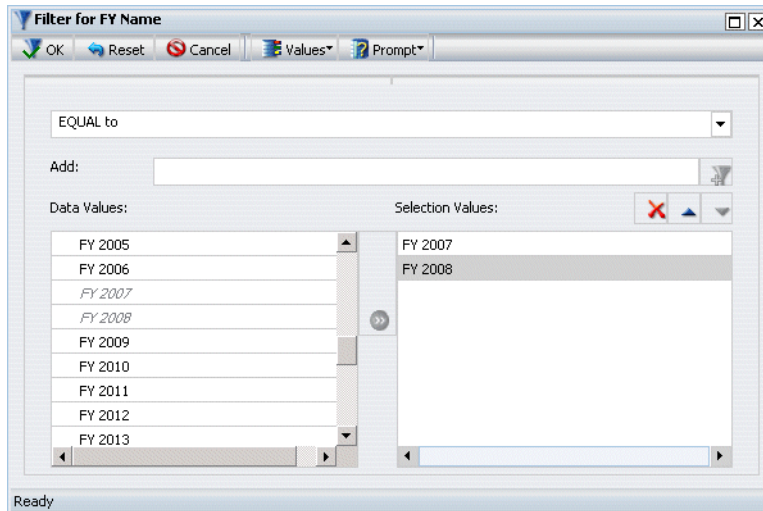 Filter for FY Name
OK Reset Cancel Values Prompt
EQUAL to
Add:
Data Values: Selection Values:
FY 2005
FY 2006
FY 2007
FY 2008
FY 2009
FY 2010
FY 2011
FY 2012
FY 2013
FY 2007
FY 2008
Ready